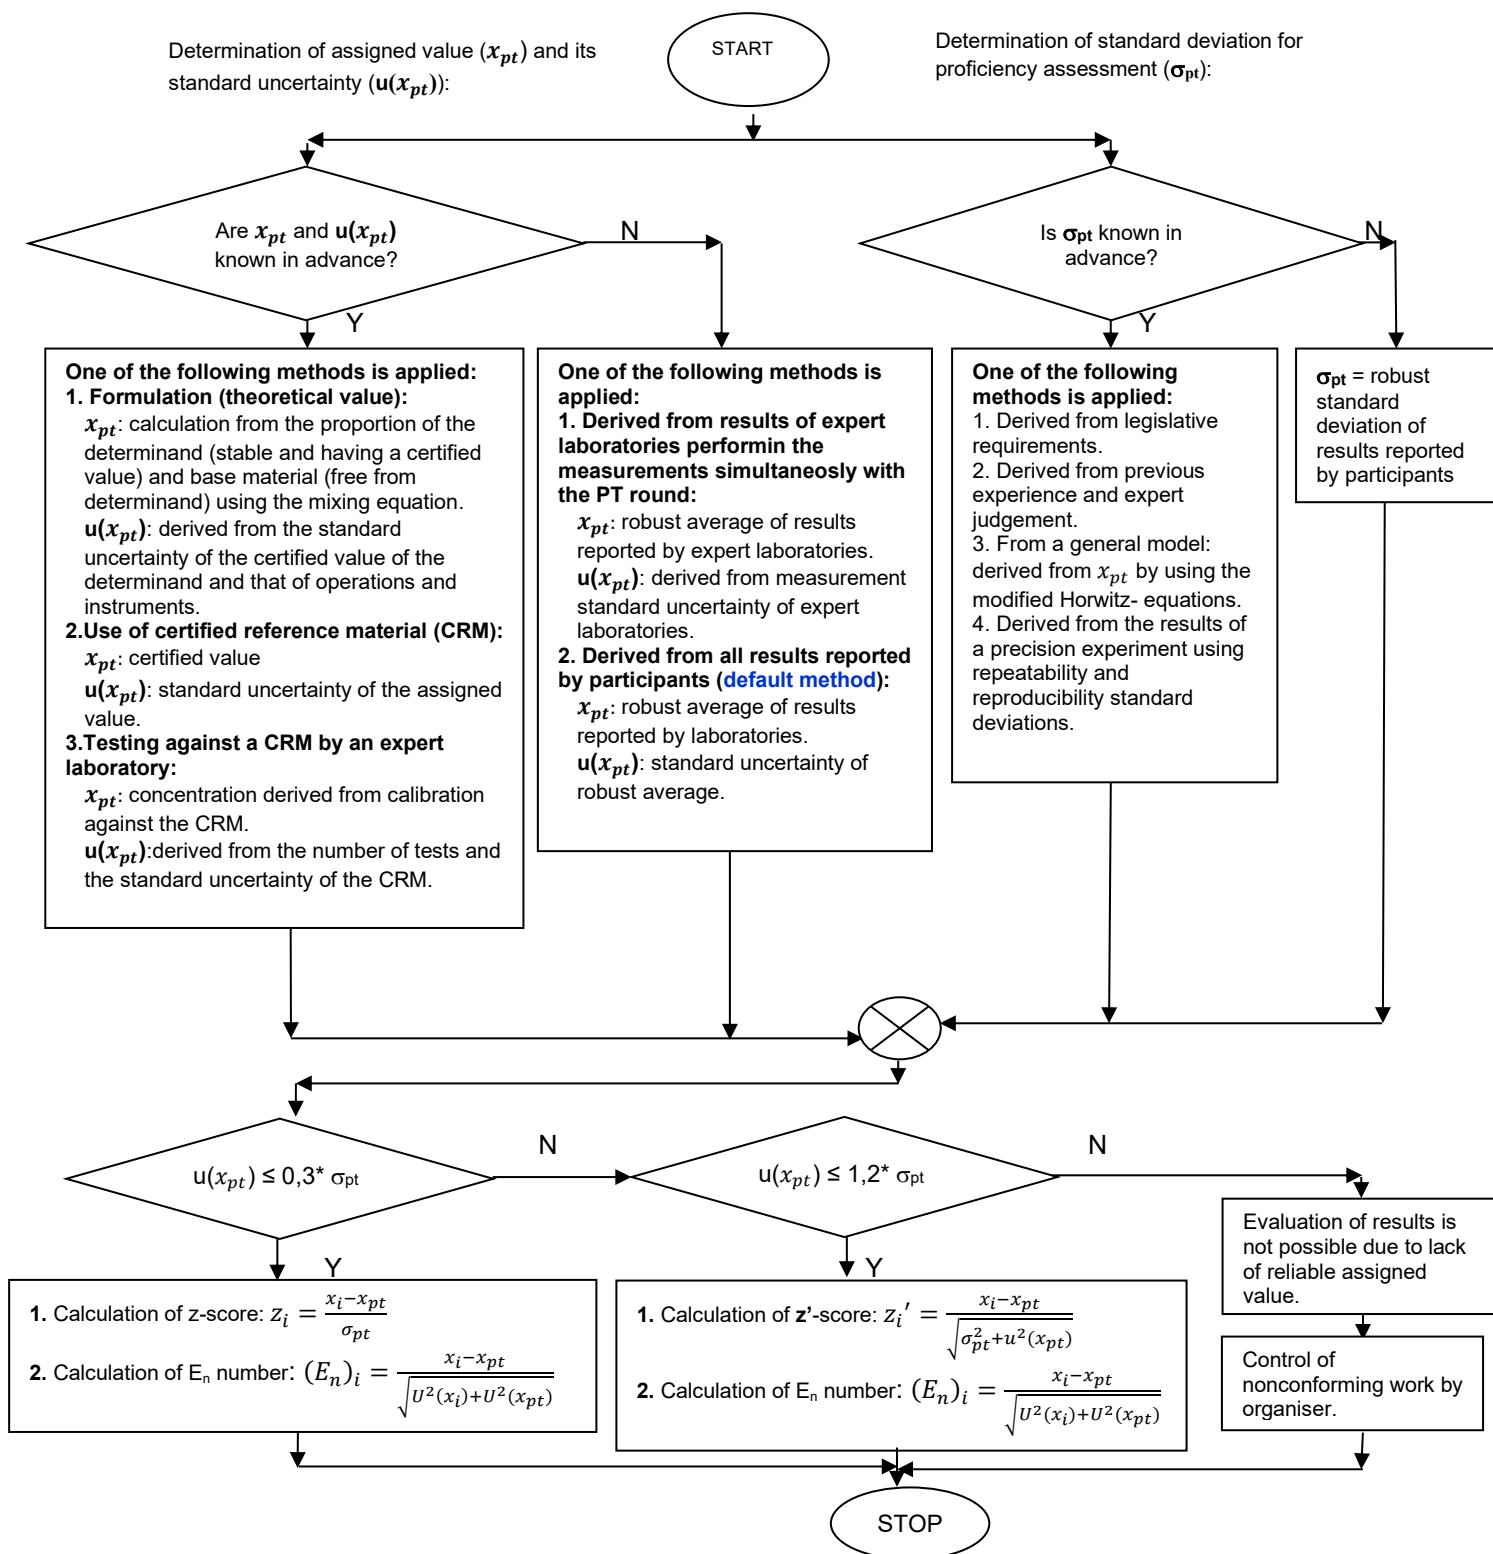 Determination of assigned value (x_pt) and its
standard uncertainty (u(x_pt)):
START
Determination of standard deviation for
proficiency assessment (σpt):
Are x_pt and u(x_pt)
known in advance?
N
Y
Is σpt known in
advance?
N
Y
One of the following methods is applied:
1. Formulation (theoretical value):
x_pt: calculation from the proportion of the
determinand (stable and having a certified
value) and base material (free from
determinand) using the mixing equation.
u(x_pt): derived from the standard
uncertainty of the certified value of the
determinand and that of operations and
instruments.
2.Use of certified reference material (CRM):
x_pt: certified value
u(x_pt): standard uncertainty of the assigned
value.
3.Testing against a CRM by an expert
laboratory:
x_pt: concentration derived from calibration
against the CRM.
u(x_pt):derived from the number of tests and
the standard uncertainty of the CRM.
One of the following methods is
applied:
1. Derived from results of expert
laboratories performin the
measurements simultaneosly with
the PT round:
x_pt: robust average of results
reported by expert laboratories.
u(x_pt): derived from measurement
standard uncertainty of expert
laboratories.
2. Derived from all results reported
by participants (default method):
x_pt: robust average of results
reported by laboratories.
u(x_pt): standard uncertainty of
robust average.
One of the following
methods is applied:
1. Derived from legislative
requirements.
2. Derived from previous
experience and expert
judgement.
3. From a general model:
derived from x_pt by using the
modified Horwitz- equations.
4. Derived from the results of
a precision experiment using
repeatability and
reproducibility standard
deviations.
σpt = robust
standard
deviation of
results reported
by participants
u(x_pt) ≤ 0,3* σpt
N
Y
u(x_pt) ≤ 1,2* σpt
N
Y
1. Calculation of z-score: z_i = (x_i−x_pt)/σ_pt
2. Calculation of En number: (E_n)_i = (x_i−x_pt)/√(U²(x_i)+U²(x_pt))
1. Calculation of z'-score: z_i′ = (x_i−x_pt)/√(σ²_pt+u²(x_pt))
2. Calculation of En number: (E_n)_i = (x_i−x_pt)/√(U²(x_i)+U²(x_pt))
Evaluation of results is
not possible due to lack
of reliable assigned
value.
Control of
nonconforming work by
organiser.
STOP